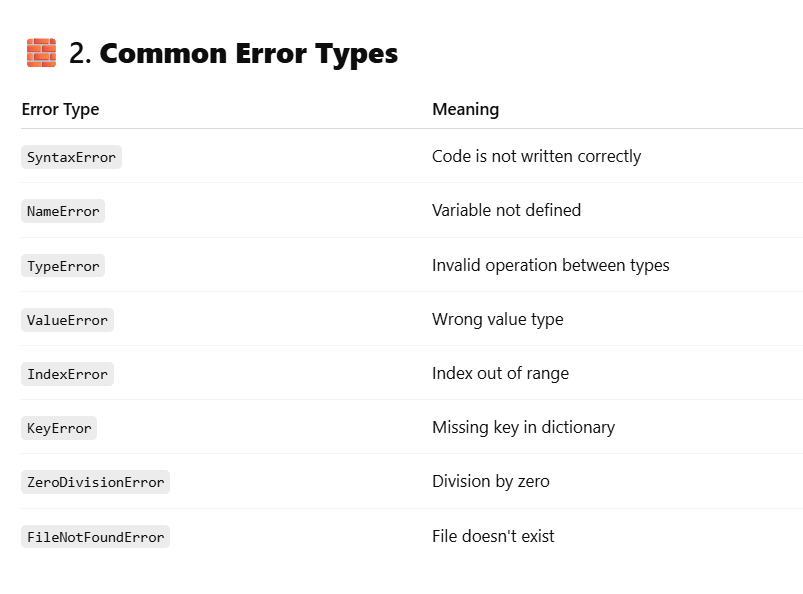 🧱 2. Common Error Types
Error Type Meaning
SyntaxError Code is not written correctly
NameError Variable not defined
TypeError Invalid operation between types
ValueError Wrong value type
IndexError Index out of range
KeyError Missing key in dictionary
ZeroDivisionError Division by zero
FileNotFoundError File doesn't exist